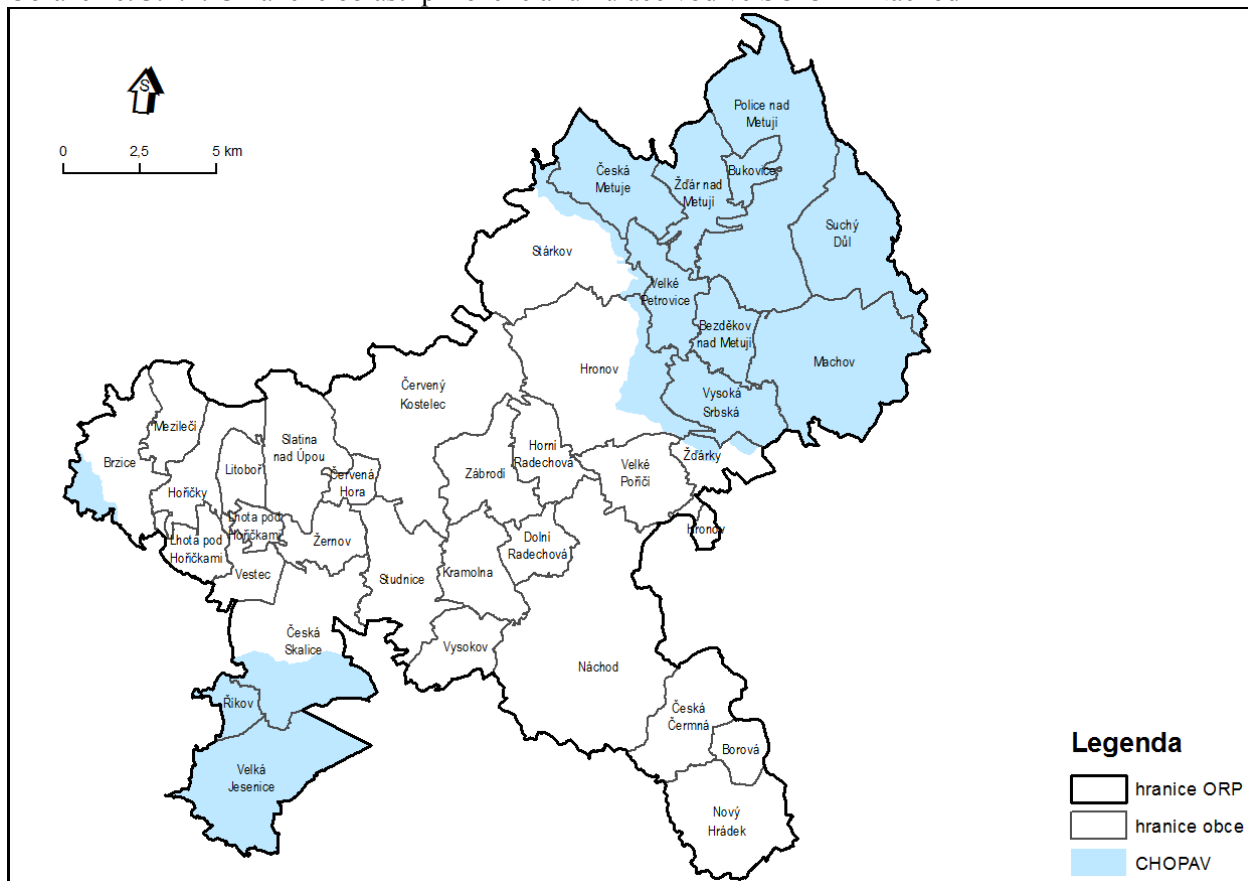 S
0 2,5 5 km
Police nad
Metují
Česká
Metuje
Žďár nad
Metují
Bukovice
Suchý
Důl
Stárkov
Velké
Petrovice
Bezděkov
nad Metují
Machov
Hronov
Vysoká
Srbská
Červený
Kostelec
Mezilečí
Slatina
nad Úpou
Horní
Radechová
Žďárky
Brzice
Litoboř
Zábrodí
Velké
Poříčí
Červená
Hora
Hořičky
Lhota pod
Hořičkami
Hronov
Lhota pod
Hořičkami
Žernov
Dolní
Radechová
Vestec
Studnice
Kramolna
Česká
Skalice
Vysokov
Náchod
Říkov
Česká
Čermná
Borová
Velká
Jesenice
Nový
Hrádek
Legenda
hranice ORP
hranice obce
CHOPAV